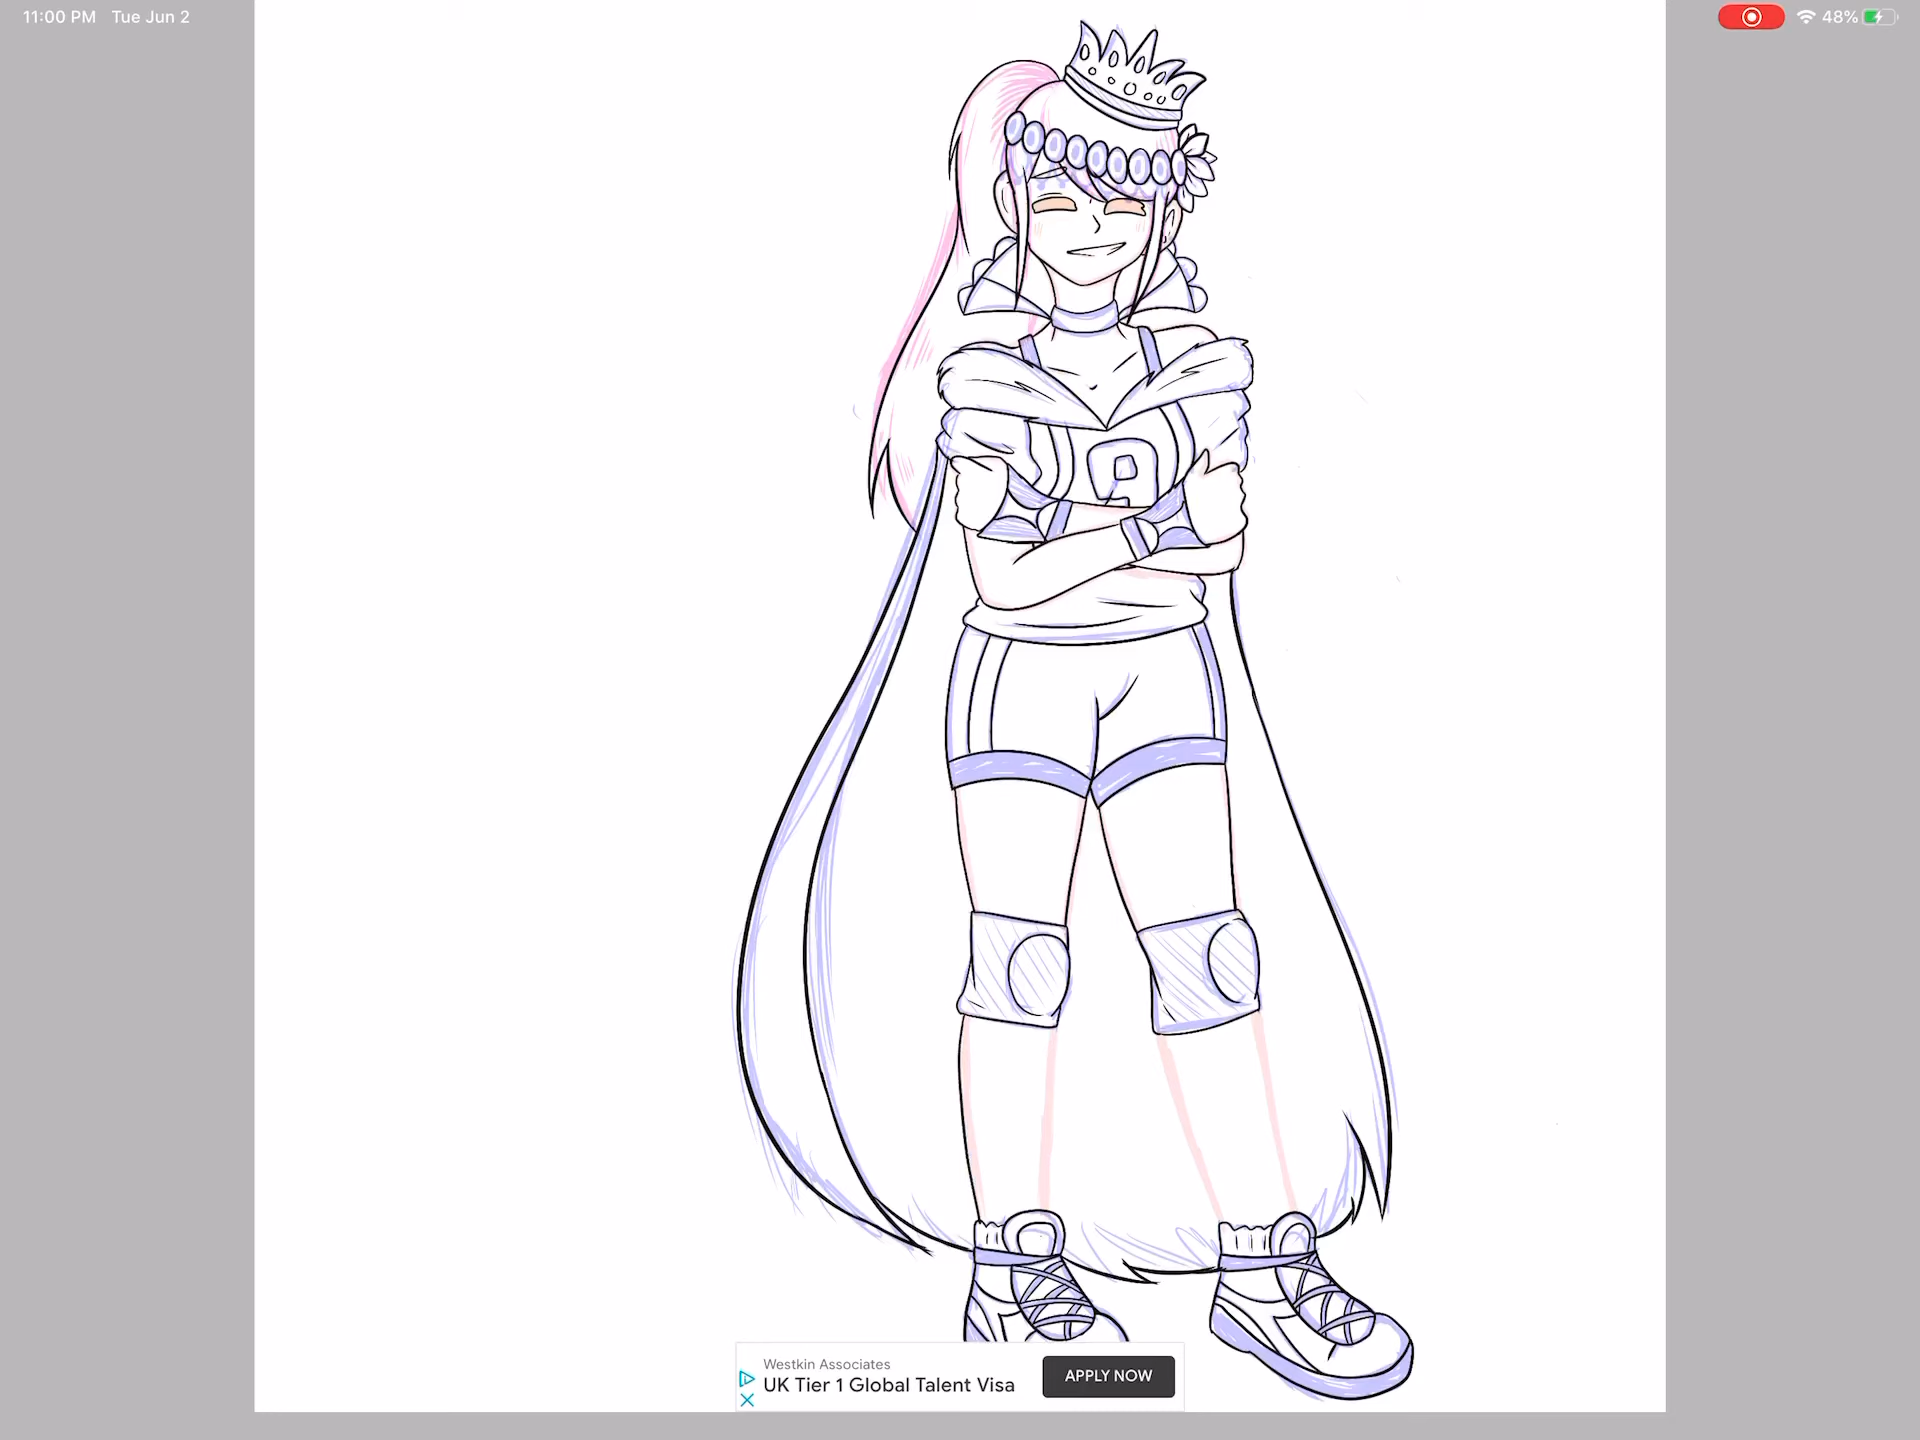 11:00 PM Tue Jun 2
48%
A
Westkin Associates
UK Tier 1 Global Talent Visa
APPLY NOW